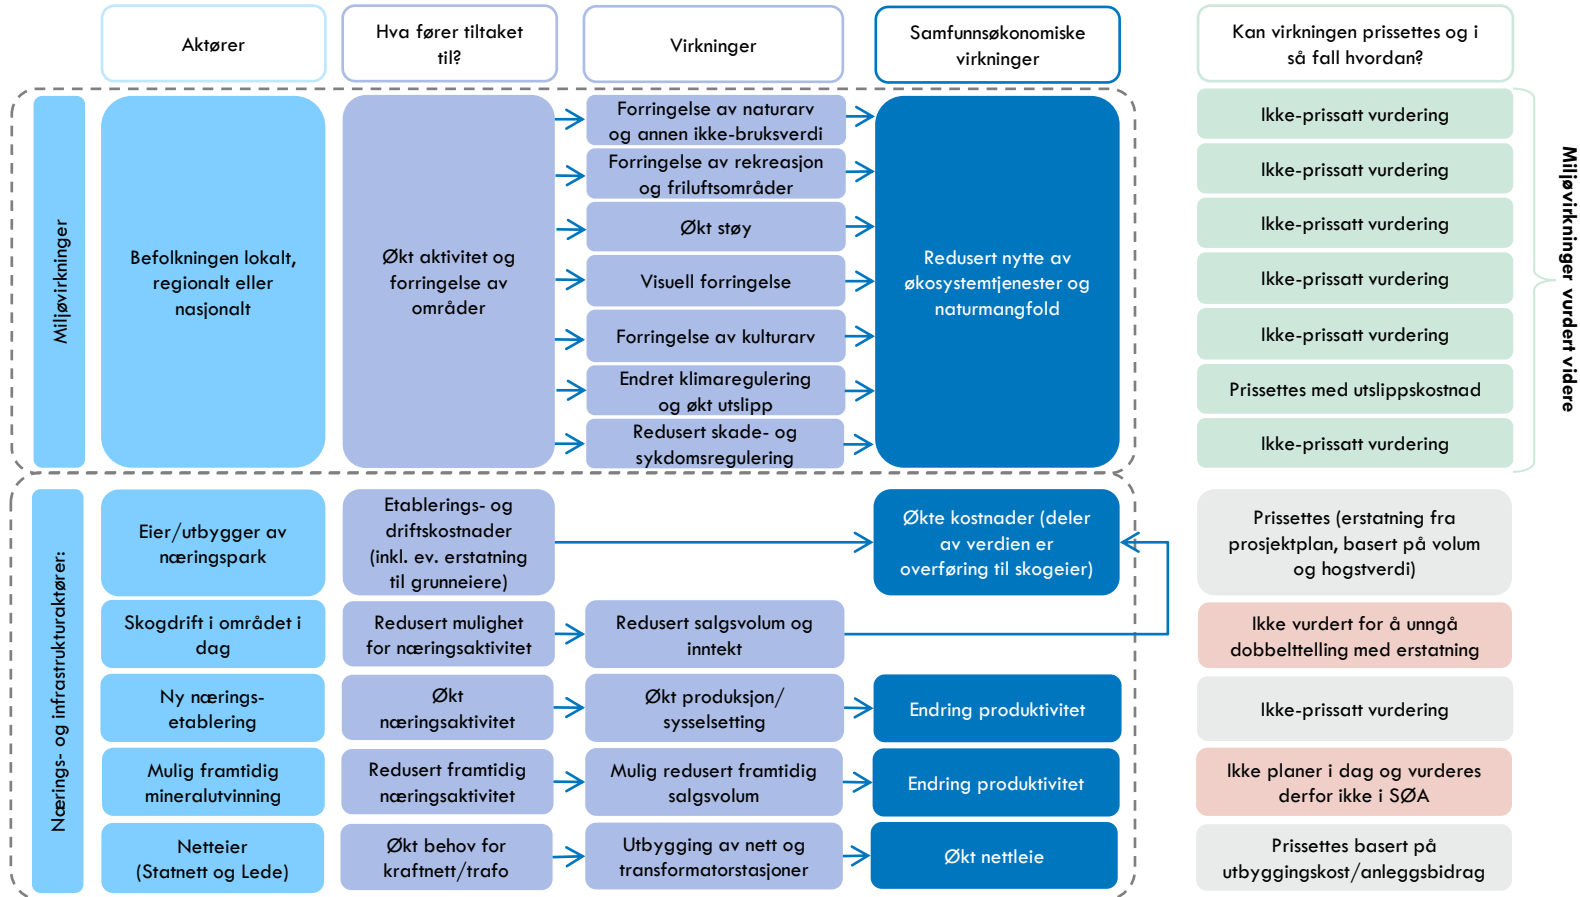 Aktører
Hva fører tiltaket
til?
Virkninger
Samfunnsøkonomiske
virkninger
Kan virkningen prissettes og i
så fall hvordan?
Miljøvirkninger
Befolkningen lokalt,
regionalt eller
nasjonalt
Økt aktivitet og
forringelse av
områder
Forringelse av naturarv
og annen ikke-bruksverdi
Forringelse av rekreasjon
og friluftsområder
Økt støy
Visuell forringelse
Forringelse av kulturarv
Endret klimaregulering
og økt utslipp
Redusert skade- og
sykdomsregulering
Redusert nytte av
økosystemtjenester og
naturmangfold
Ikke-prissatt vurdering
Ikke-prissatt vurdering
Ikke-prissatt vurdering
Ikke-prissatt vurdering
Ikke-prissatt vurdering
Prissettes med utslippskostnad
Ikke-prissatt vurdering
Miljøvirkninger vurdert videre
Nærings- og infrastrukturaktører:
Eier/utbygger av
næringspark
Etablerings- og
driftskostnader
(inkl. ev. erstatning
til grunneiere)
Økte kostnader (deler
av verdien er
overføring til skogeier)
Prissettes (erstatning fra
prosjektplan, basert på volum
og hogstverdi)
Skogdrift i området i
dag
Redusert mulighet
for næringsaktivitet
Redusert salgsvolum og
inntekt
Ikke vurdert for å unngå
dobbelttelling med erstatning
Ny nærings-
etablering
Økt
næringsaktivitet
Økt produksjon/
sysselsetting
Endring produktivitet
Ikke-prissatt vurdering
Mulig framtidig
mineralutvinning
Redusert framtidig
næringsaktivitet
Mulig redusert framtidig
salgsvolum
Endring produktivitet
Ikke planer i dag og vurderes
derfor ikke i SØA
Netteier
(Statnett og Lede)
Økt behov for
kraftnett/trafo
Utbygging av nett og
transformatorstasjoner
Økt nettleie
Prissettes basert på
utbyggingskost/anleggsbidrag